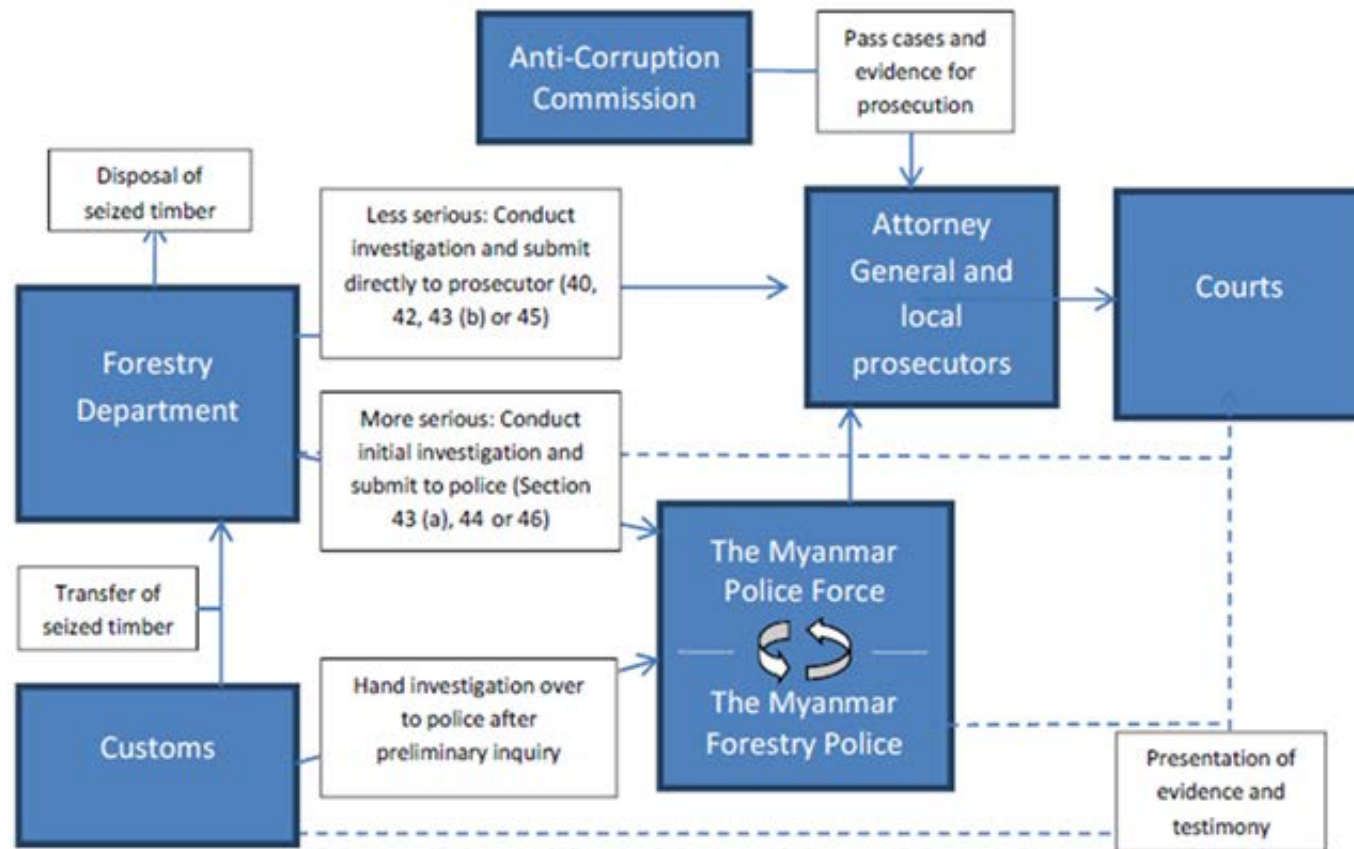 Anti-Corruption
Commission
Pass cases and
evidence for
prosecution
Disposal of
seized timber
Less serious: Conduct
investigation and submit
directly to prosecutor (40,
42, 43 (b) or 45)
Attorney
General and
local
prosecutors
Courts
Forestry
Department
More serious: Conduct
initial investigation and
submit to police (Section
43 (a), 44 or 46)
The Myanmar
Police Force
The Myanmar
Forestry Police
Transfer of
seized timber
Customs
Hand investigation over
to police after
preliminary inquiry
Presentation of
evidence and
testimony